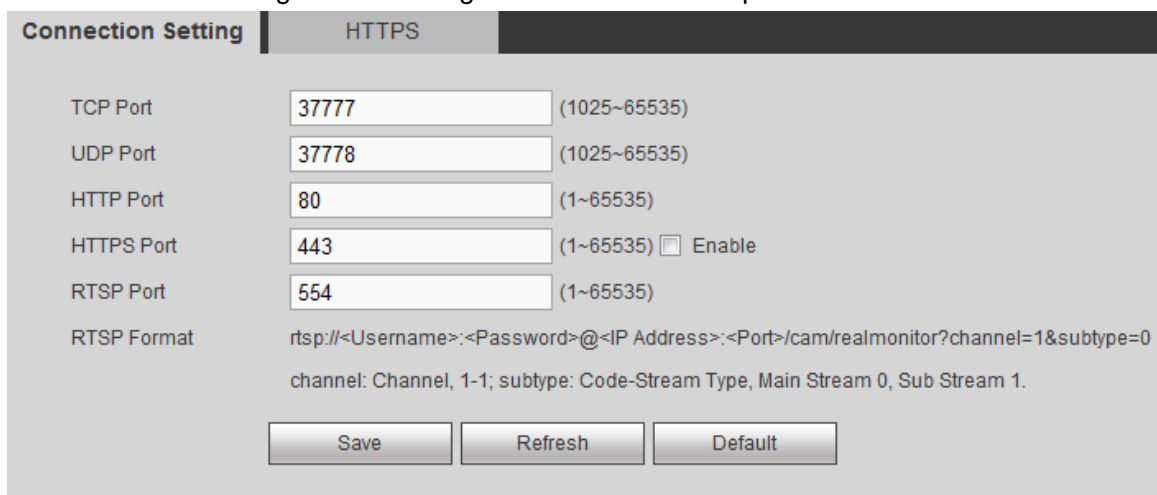 Connection Setting HTTPS
TCP Port 37777 (1025~65535)
UDP Port 37778 (1025~65535)
HTTP Port 80 (1~65535)
HTTPS Port 443 (1~65535) Enable
RTSP Port 554 (1~65535)
RTSP Format rtsp://<Username>:<Password>@<IP Address>:<Port>/cam/realmonitor?channel=1&subtype=0
channel: Channel, 1-1; subtype: Code-Stream Type, Main Stream 0, Sub Stream 1.
Save Refresh Default